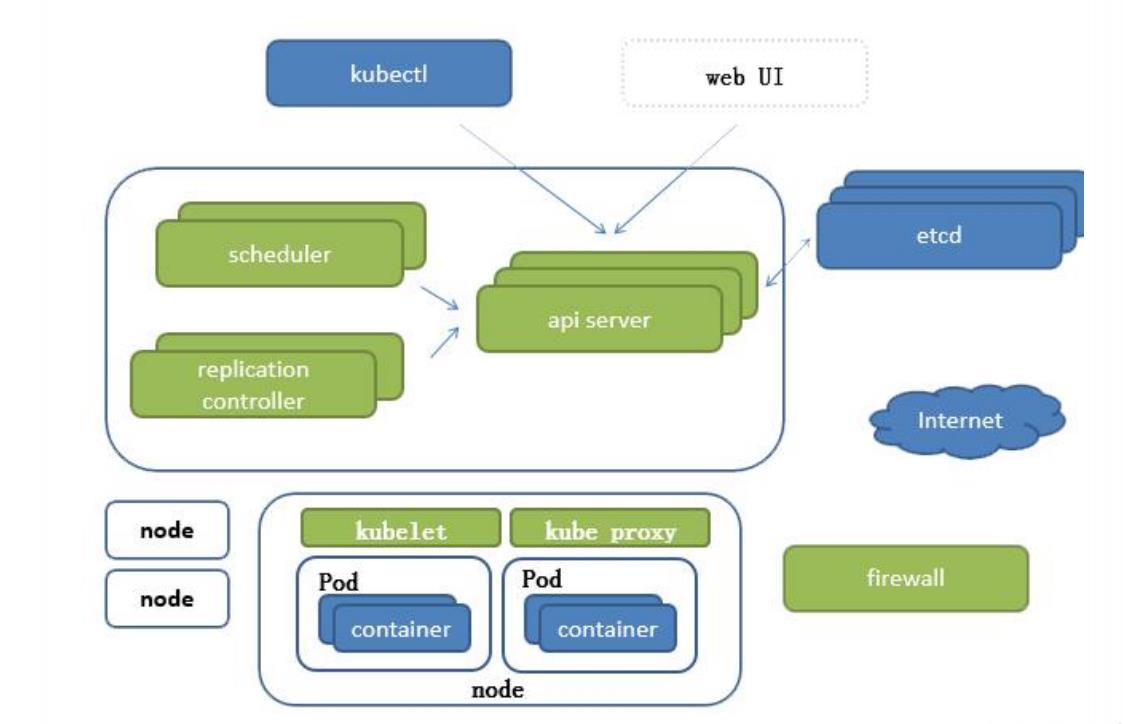 kubectl
web UI
scheduler
api server
etcd
replication
controller
Internet
node
node
kubelet
kube proxy
Pod
container
Pod
container
node
firewall